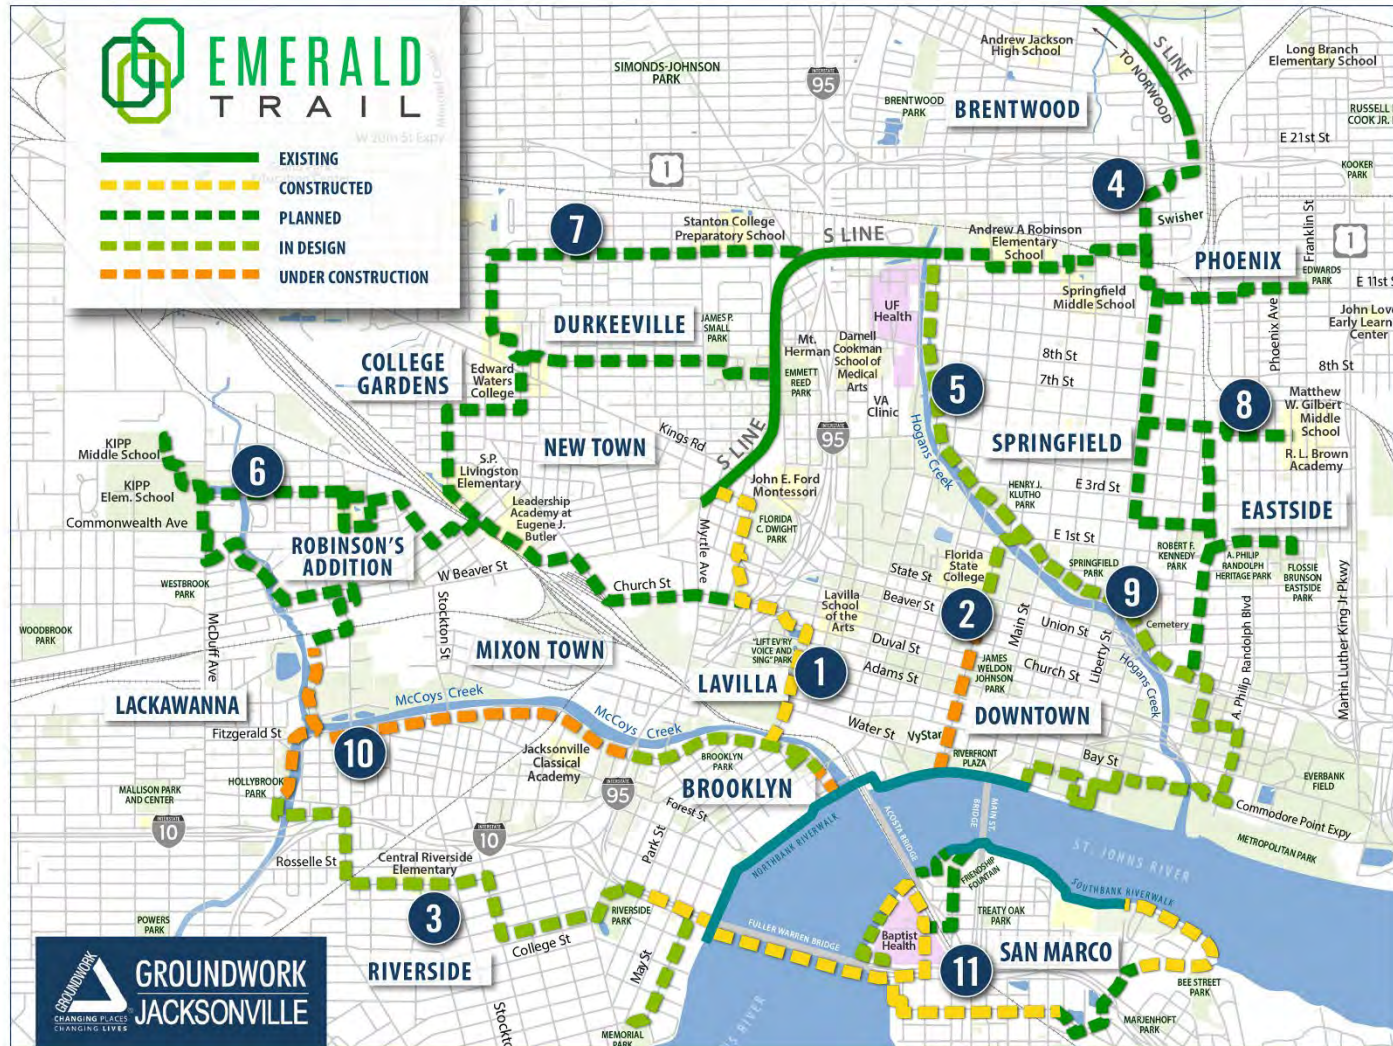 EMERALD
TRAIL
EXISTING
CONSTRUCTED
PLANNED
IN DESIGN
UNDER CONSTRUCTION
W 20th St Expy
SIMONDS-JOHNSON
PARK
INTERSTATE
95
BRENTWOOD
PARK
Andrew Jackson
High School
BRENTWOOD
S LINE
TO NORWOOD
Long Branch
Elementary School
E 21st St
KOOKER
PARK
1
4
Swisher
Franklin St
1
7
Stanton College
Preparatory School
S LINE
Andrew A Robinson
Elementary
School
PHOENIX
EDWARDS
PARK
E 11st St
UF
Health
Springfield
Middle School
Phoenix Ave
DURKEEVILLE
JAMES P.
SMALL
PARK
Mt.
Herman
Darnell
Cookman
School of
Medical
Arts
8th St
7th St
8th St
COLLEGE
GARDENS
Edward
Waters
College
EMMETT
REED
PARK
VA
Clinic
5
8
Matthew
W. Gilbert
Middle
School
R. L. Brown
Academy
KIPP
Middle School
6
NEW TOWN
Kings Rd
S LINE
INTERSTATE
95
Hogans Creek
SPRINGFIELD
S.P.
Livingston
Elementary
KIPP
Elem. School
Commonwealth Ave
Leadership
Academy at
Eugene J.
Butler
John E. Ford
Montessori
HENRY J.
KLUTHO
PARK
E 3rd St
EASTSIDE
ROBINSON'S
ADDITION
Myrtle Ave
FLORIDA
C. DWIGHT
PARK
E 1st St
ROBERT F.
KENNEDY
PARK
A. PHILIP
RANDOLPH
HERITAGE PARK
FLOSSIE
BRUNSON
EASTSIDE
PARK
WESTBROOK
PARK
W Beaver St
Church St
State St
Beaver St
Florida
State
College
SPRINGFIELD
PARK
WOODBROOK
PARK
McDuff Ave
Stockton St
MIXON TOWN
Lavilla
School
of the
Arts
2
9
Cemetery
"LIFT EV'RY
VOICE AND
SING" PARK
Duval St
Main St
Union St
Liberty St
Martin Luther King Jr Pkwy
A. Philip Randolph Blvd
LACKAWANNA
McCoys Creek
McCoys Creek
LAVILLA
1
Adams St
JAMES
WELDON
JOHNSON
PARK
Church St
Hogans Creek
Fitzgerald St
10
Jacksonville
Classical
Academy
BROOKLYN
PARK
Water St
VyStar
DOWNTOWN
Bay St
RIVERFRONT
PLAZA
HOLLYBROOK
PARK
MALLISON PARK
AND CENTER
INTERSTATE
95
BROOKLYN
Forest St
EVERBANK
FIELD
Commodore Point Expy
METROPOLITAN PARK
INTERSTATE
10
INTERSTATE
10
Rosselle St
Central Riverside
Elementary
Park St
NORTHBANK RIVERWALK
ACOSTA BRIDGE
MAIN ST.
BRIDGE
ST. JOHNS RIVER
FRIENDSHIP
FOUNTAIN
SOUTHBANK RIVERWALK
POWERS
PARK
3
RIVERSIDE
PARK
TREATY OAK
PARK
College St
FULLER WARREN BRIDGE
Baptist
Health
11
SAN MARCO
RIVERSIDE
May St
BEE STREET
PARK
MEMORIAL
PARK
MARJENHOFT
PARK
GROUNDWORK
CHANGING PLACES
CHANGING LIVES
GROUNDWORK
JACKSONVILLE